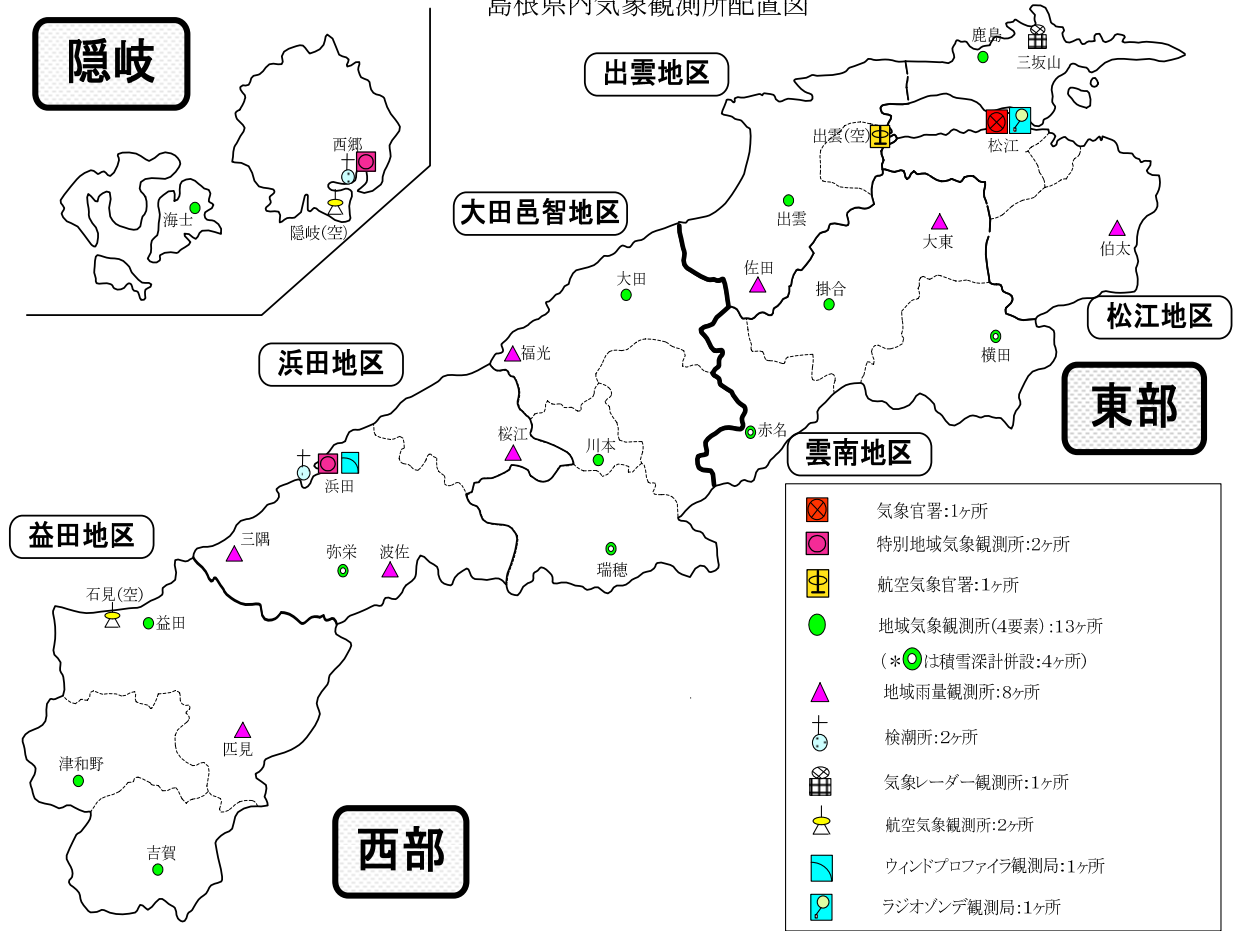 島根県内気象観測所配置図
隠岐
西郷
海士
隠岐(空)
出雲地区
鹿島
三坂山
出雲(空)
松江
大田邑智地区
出雲
大東
伯太
佐田
大田
掛合
松江地区
横田
福光
浜田地区
東部
赤名
桜江
川本
雲南地区
浜田
益田地区
三隅
弥栄
波佐
瑞穂
石見(空)
益田
匹見
津和野
吉賀
西部
気象官署:1ヶ所
特別地域気象観測所:2ヶ所
航空気象官署:1ヶ所
地域気象観測所(4要素):13ヶ所
(*は積雪深計併設:4ヶ所)
地域雨量観測所:8ヶ所
検潮所:2ヶ所
気象レーダー観測所:1ヶ所
航空気象観測所:2ヶ所
ウィンドプロファイラ観測局:1ヶ所
ラジオゾンデ観測局:1ヶ所